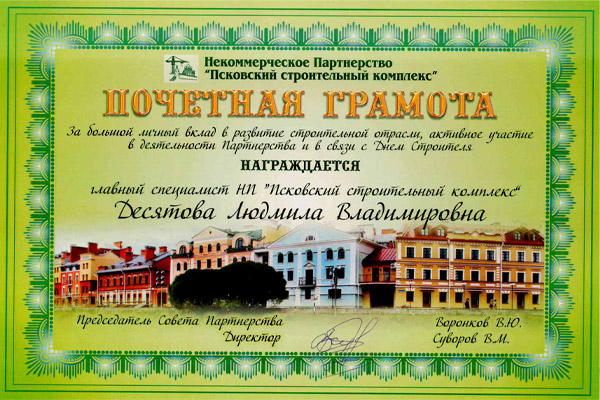 Некоммерческое Партнерство
"Псковский строительный комплекс"
ПОЧЕТНАЯ ГРАМОТА
За большой личный вклад в развитие строительной отрасли, активное участие
в деятельности Партнерства и в связи с Днем Строителя
НАГРАЖДАЕТСЯ
главный специалист НП "Псковский строительный комплекс"
Десятова Людмила Владимировна
Председатель Совета Партнерства Воронков В.Ю.
Директор Суворов В.М.